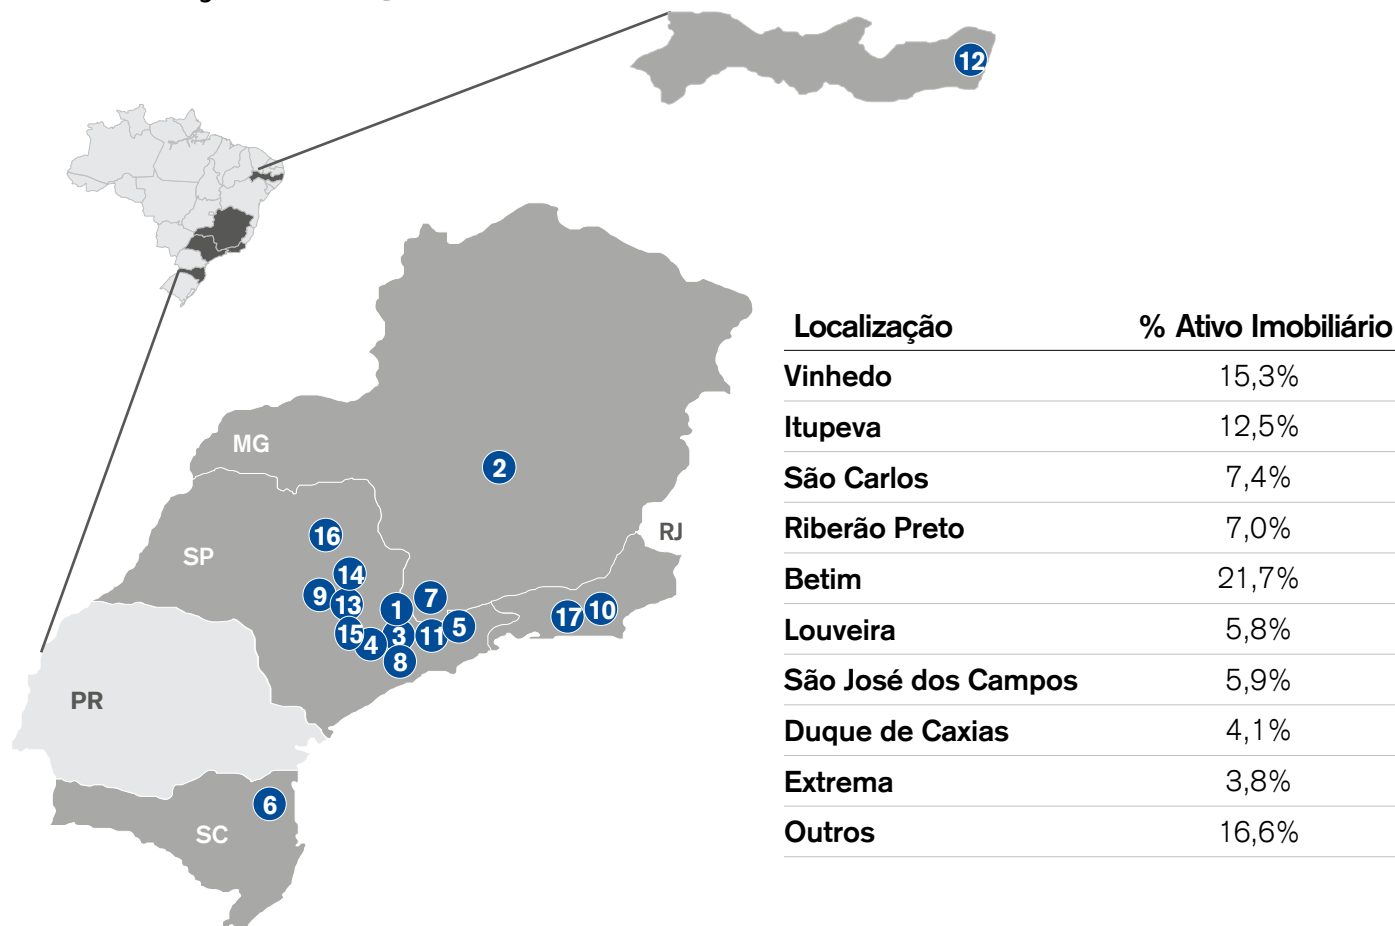 12
MG
2
RJ
16
SP
14
9
13
1
7
17
10
15
4
3
11
5
8
PR
6
SC
Localização % Ativo Imobiliário
Vinhedo 15,3%
Itupeva 12,5%
São Carlos 7,4%
Riberão Preto 7,0%
Betim 21,7%
Louveira 5,8%
São José dos Campos 5,9%
Duque de Caxias 4,1%
Extrema 3,8%
Outros 16,6%